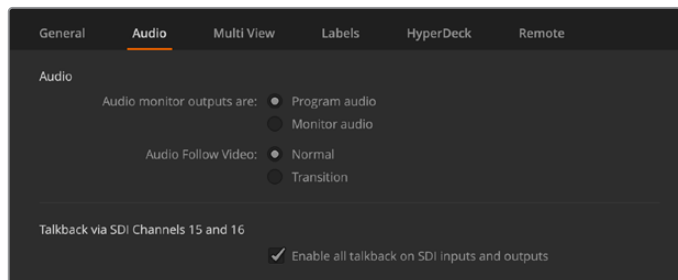 General Audio Multi View Labels HyperDeck Remote
Audio
Audio monitor outputs are: Program audio
Monitor audio
Audio Follow Video: Normal
Transition
Talkback via SDI Channels 15 and 16
Enable all talkback on SDI inputs and outputs